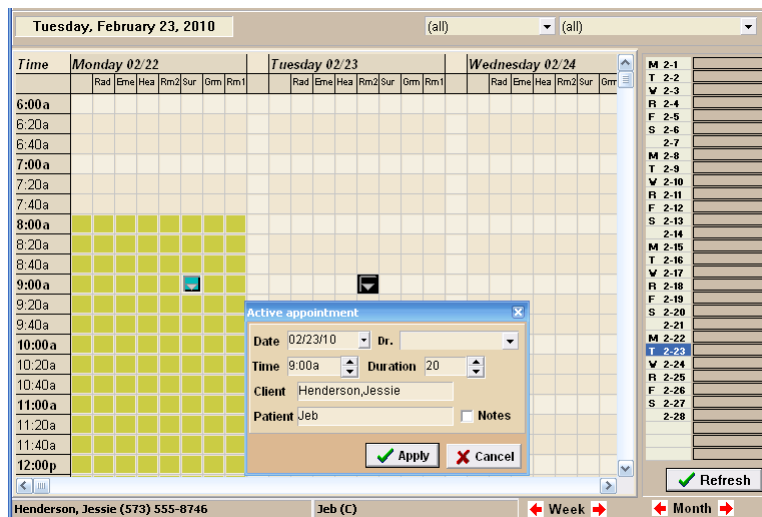 Tuesday, February 23, 2010 (all) (all)
Time Monday 02/22 Tuesday 02/23 Wednesday 02/24
Rad Eme Hea Rm2 Sur Grm Rm1 Rad Eme Hea Rm2 Sur Grm Rm1 Rad Eme Hea Rm2 Sur Grm
6:00a
6:20a
6:40a
7:00a
7:20a
7:40a
8:00a
8:20a
8:40a
9:00a
9:20a
9:40a
10:00a
10:20a
10:40a
11:00a
11:20a
11:40a
12:00p
Active appointment
Date 02/23/10 Dr.
Time 9:00a Duration 20
Client Henderson,Jessie
Patient Jeb Notes
Apply Cancel
M 2-1
T 2-2
W 2-3
R 2-4
F 2-5
S 2-6
2-7
M 2-8
T 2-9
W 2-10
R 2-11
F 2-12
S 2-13
2-14
M 2-15
T 2-16
W 2-17
R 2-18
F 2-19
S 2-20
2-21
M 2-22
T 2-23
W 2-24
R 2-25
F 2-26
S 2-27
2-28
Refresh
Henderson, Jessie (573) 555-8746 Jeb (C) Week Month